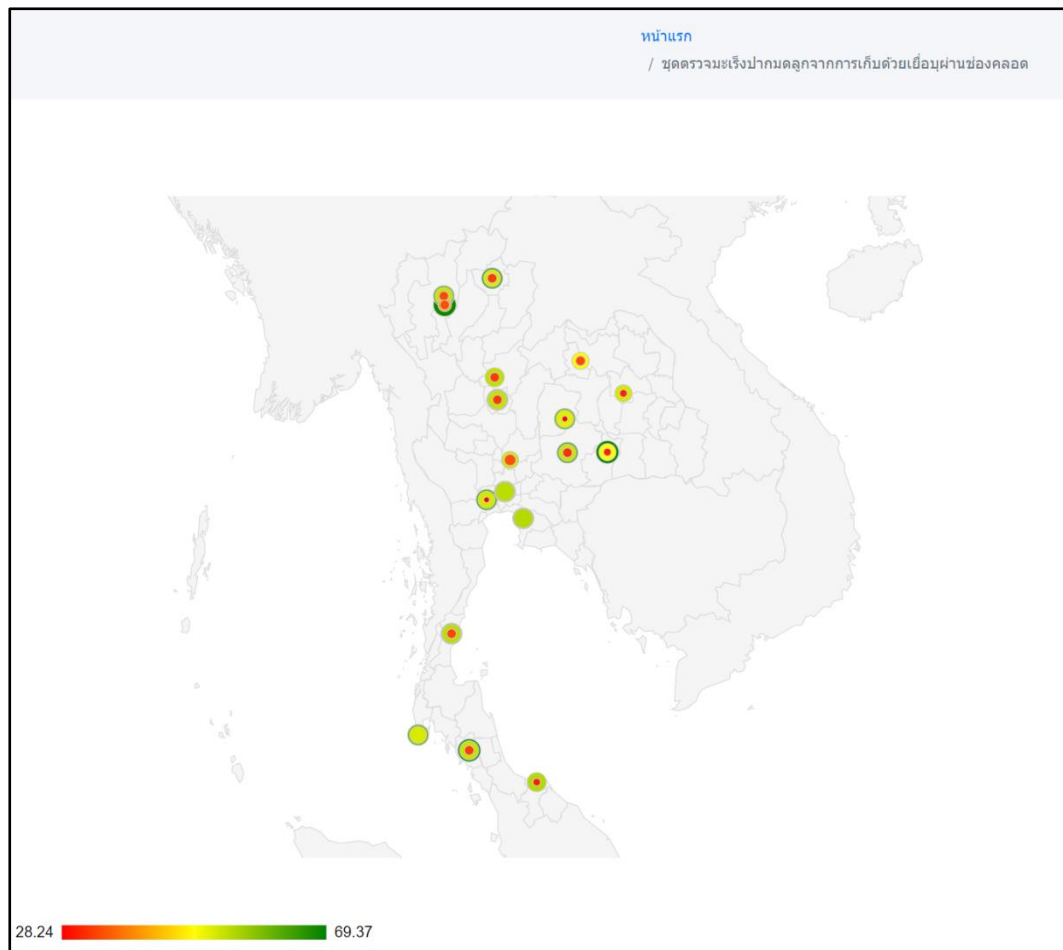 หน้าแรก
/ ชุดตรวจมะเร็งปากมดลูกจากการเก็บด้วยเยื่อบุผ่านช่องคลอด
28.24
69.37